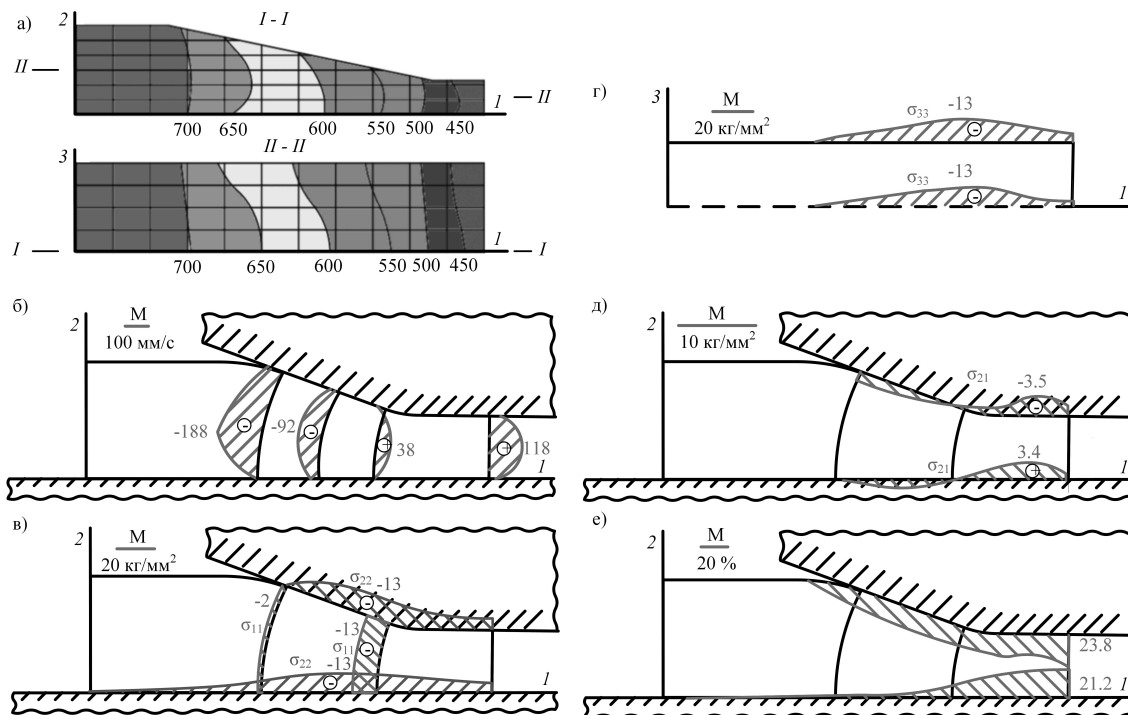 а)
2
I - I
II
1
II
700 650 600 550 500 450
II - II
3
I
1
I
700 650 600 550 500 450
б)
2
М
100 мм/с
-188
-92
38
118
1
в)
2
М
20 кг/мм²
-2
σ₁₁
σ₂₂
-13
-13
σ₁₁
σ₂₂
-13
1
г)
3
М
20 кг/мм²
σ₃₃
-13
σ₃₃
-13
1
д)
2
М
10 кг/мм²
σ₂₁
-3.5
σ₂₁
3.4
1
е)
2
М
20 %
23.8
21.2
1